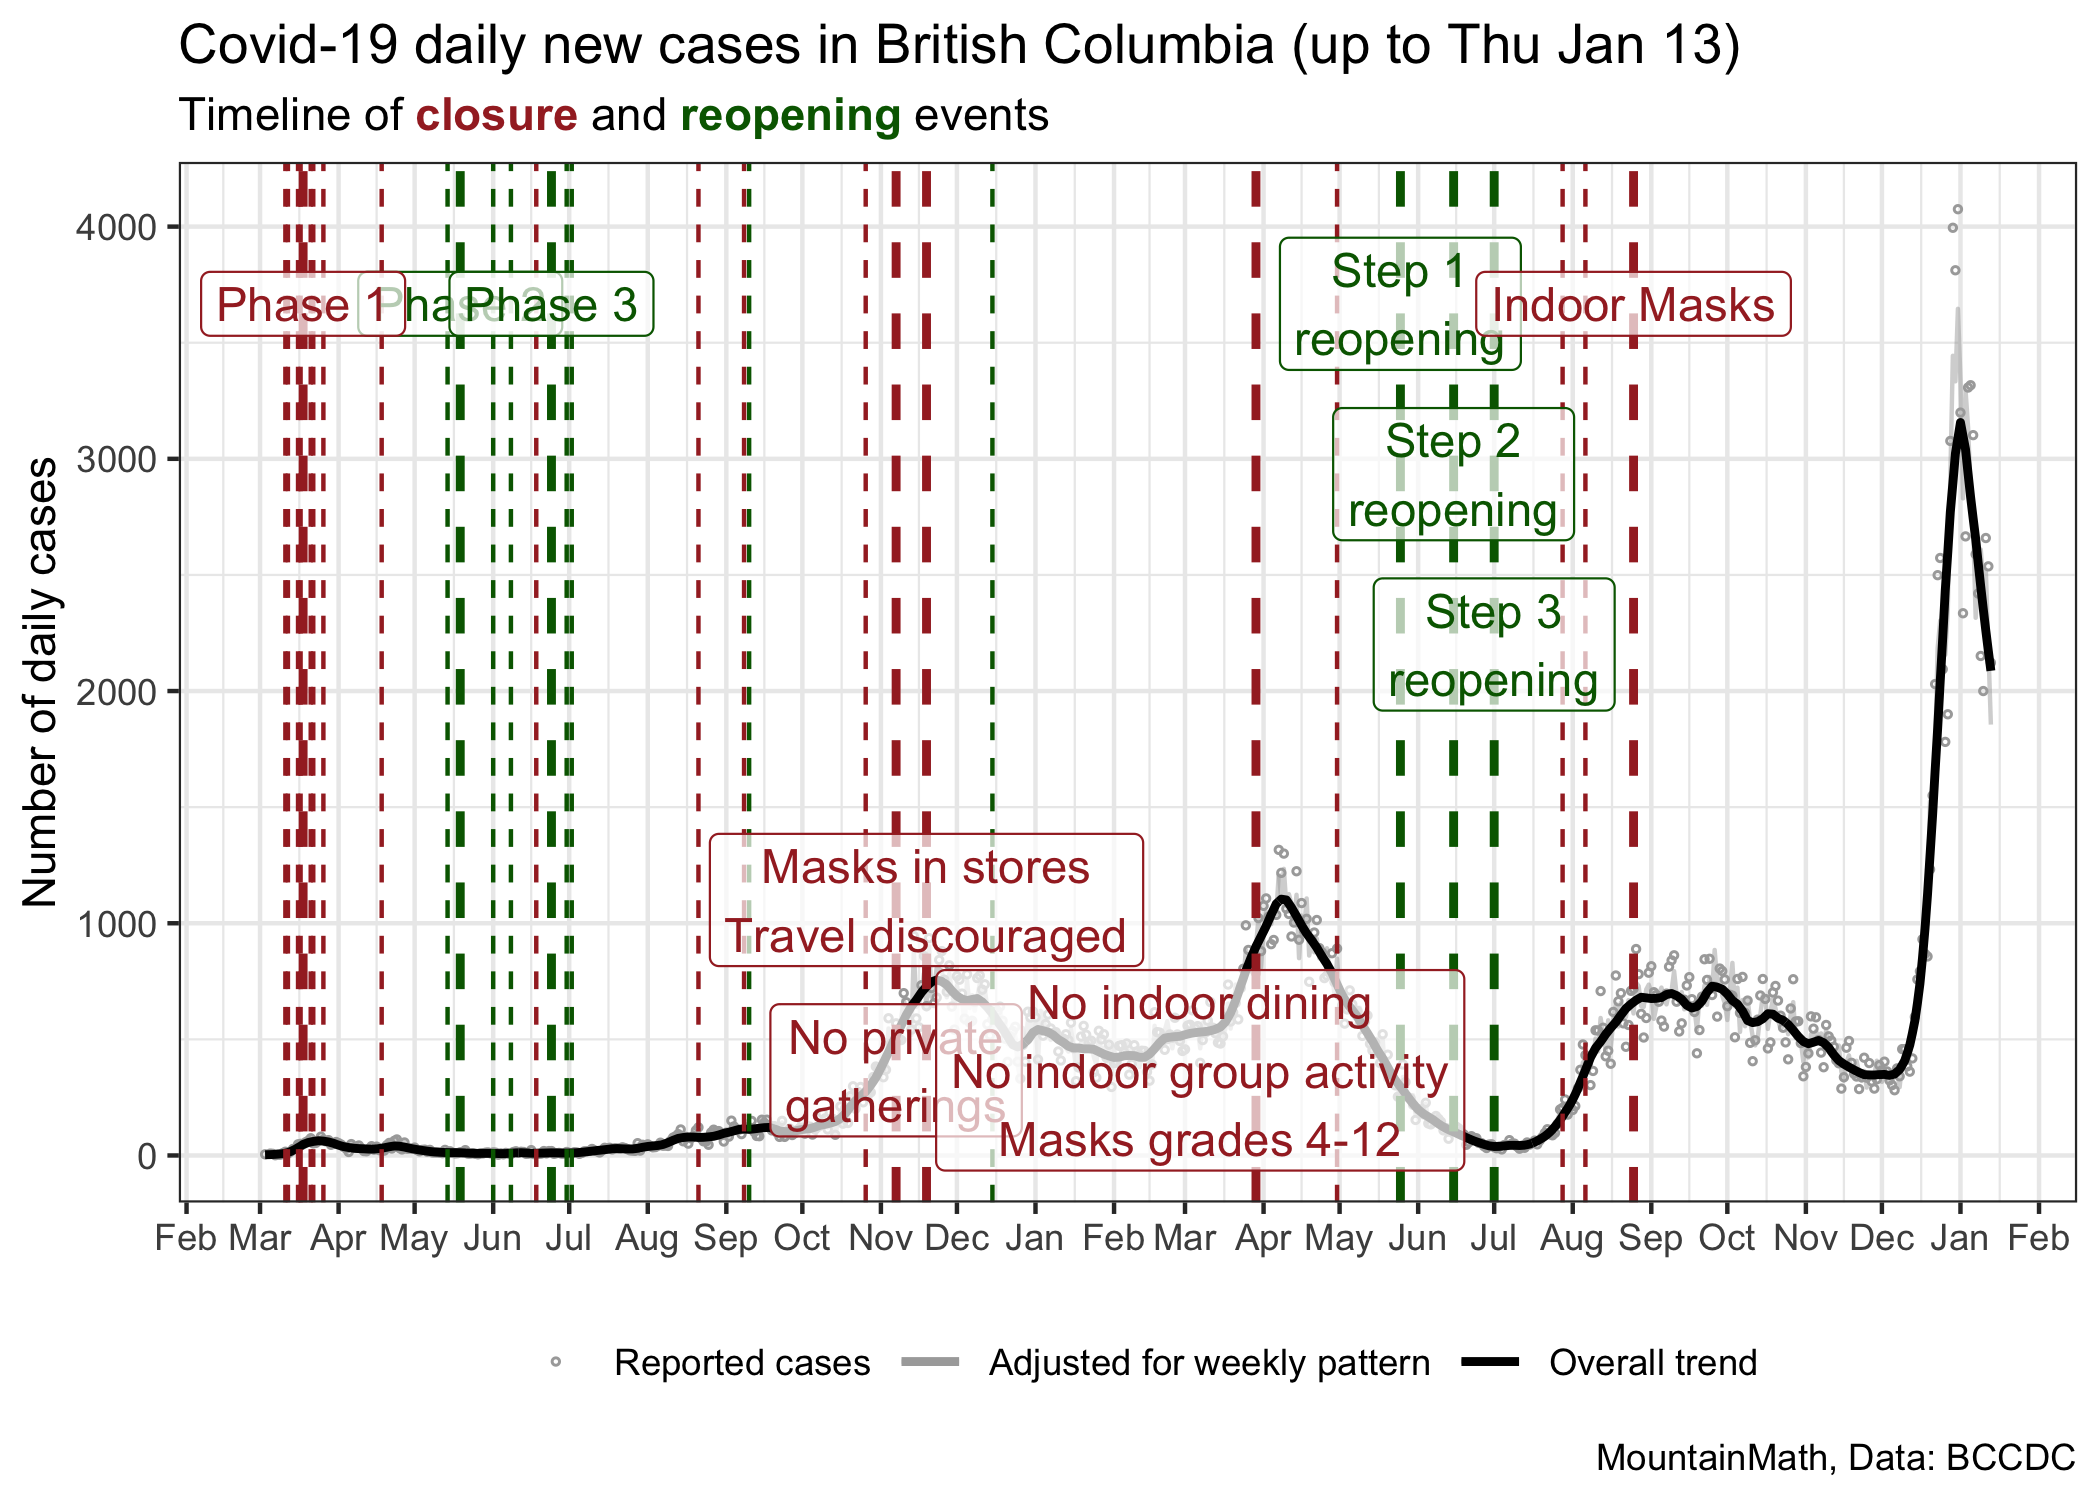 Covid-19 daily new cases in British Columbia (up to Thu Jan 13)
Timeline of closure and reopening events
Number of daily cases
4000
3000
2000
1000
0
Phase 1
Phase 2
Phase 3
Step 1
reopening
Indoor Masks
Step 2
reopening
Step 3
reopening
Masks in stores
Travel discouraged
No private
gatherings
No indoor dining
No indoor group activity
Masks grades 4-12
Feb Mar Apr May Jun Jul Aug Sep Oct Nov Dec Jan Feb Mar Apr May Jun Jul Aug Sep Oct Nov Dec Jan Feb
Reported cases Adjusted for weekly pattern Overall trend
MountainMath, Data: BCCDC